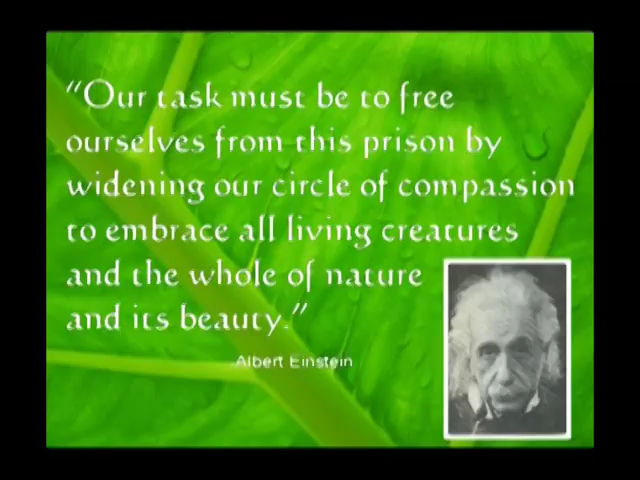 “Our task must be to free
ourselves from this prison by
widening our circle of compassion
to embrace all living creatures
and the whole of nature
and its beauty.”
Albert Einstein